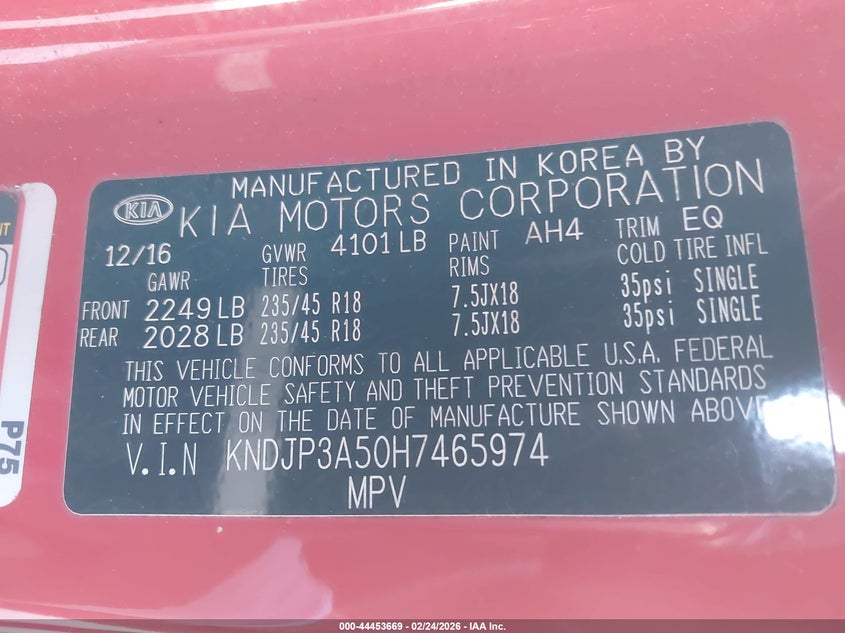 MANUFACTURED IN KOREA BY
KIA KIA MOTORS CORPORATION
12/16 GVWR 4101 LB PAINT AH4 TRIM EQ
GAWR TIRES RIMS COLD TIRE INFL
FRONT 2249 LB 235/45 R18 7.5JX18 35psi SINGLE
REAR 2028 LB 235/45 R18 7.5JX18 35psi SINGLE
THIS VEHICLE CONFORMS TO ALL APPLICABLE U.S.A. FEDERAL
MOTOR VEHICLE SAFETY AND THEFT PREVENTION STANDARDS
IN EFFECT ON THE DATE OF MANUFACTURE SHOWN ABOVE
V.I.N KNDJP3A50H7465974
MPV
P75
000-44453669 - 02/24/2026 - IAA Inc.